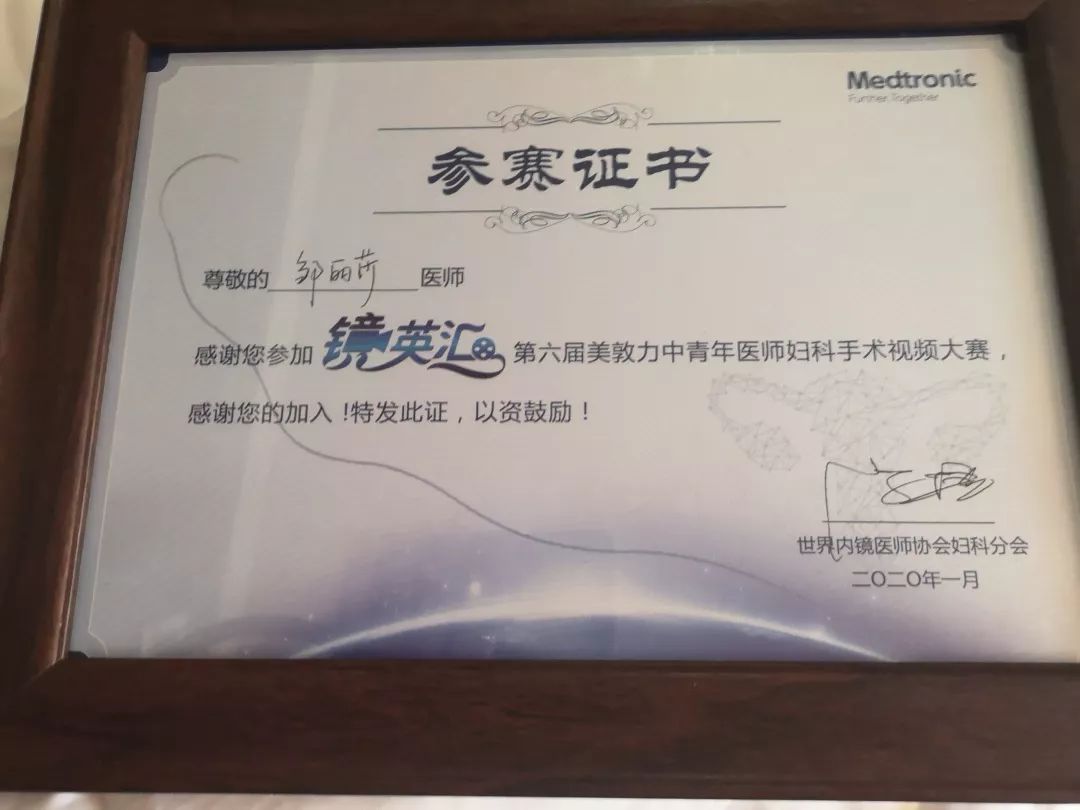 Medtronic
Further, Together
参赛证书
尊敬的 邹丽莎 医师
感谢您参加 镜英汇 第六届美敦力中青年医师妇科手术视频大赛，
感谢您的加入！特发此证，以资鼓励！
世界内镜医师协会妇科分会
二〇二〇年一月